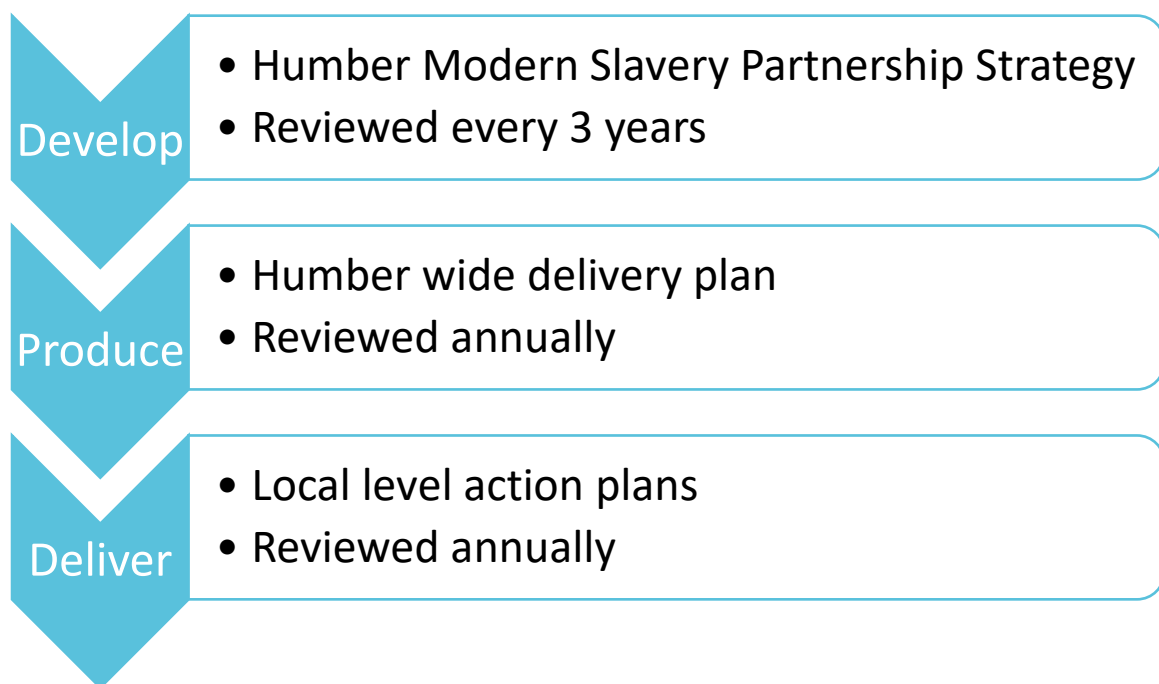 Develop
• Humber Modern Slavery Partnership Strategy
• Reviewed every 3 years
Produce
• Humber wide delivery plan
• Reviewed annually
Deliver
• Local level action plans
• Reviewed annually